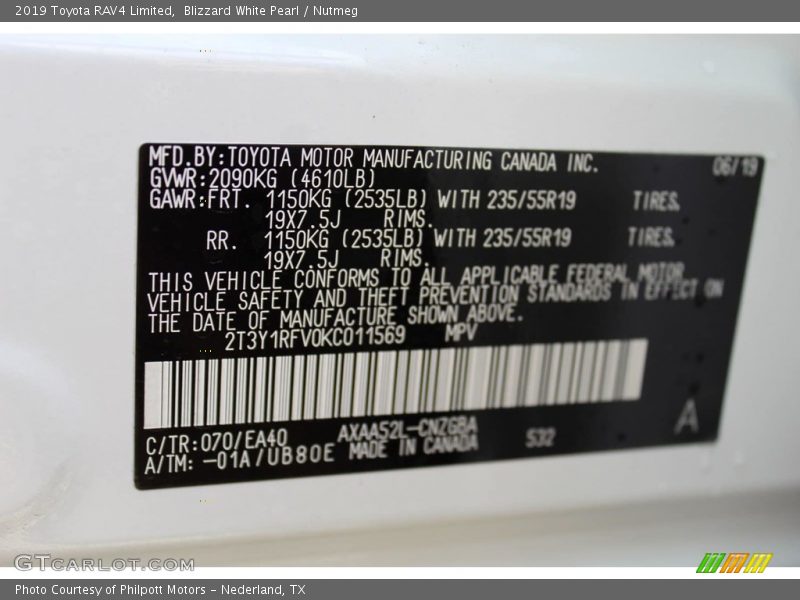 2019 Toyota RAV4 Limited,  Blizzard White Pearl / Nutmeg
MFD.BY:TOYOTA MOTOR MANUFACTURING CANADA INC. 06/19
GVWR:2090KG (4610LB)
GAWR:FRT. 1150KG (2535LB) WITH 235/55R19 TIRES,
19X7.5J RIMS.
RR. 1150KG (2535LB) WITH 235/55R19 TIRES,
19X7.5J RIMS.
THIS VEHICLE CONFORMS TO ALL APPLICABLE FEDERAL MOTOR
VEHICLE SAFETY AND THEFT PREVENTION STANDARDS IN EFFECT ON
THE DATE OF MANUFACTURE SHOWN ABOVE.
2T3Y1RFV0KC011569 MPV
A
C/TR:070/EA40 AXAA52L-CNZGBA 532
A/TM: -01A/UB80E MADE IN CANADA
GTCARLOT.COM
Photo Courtesy of Philpott Motors - Nederland, TX